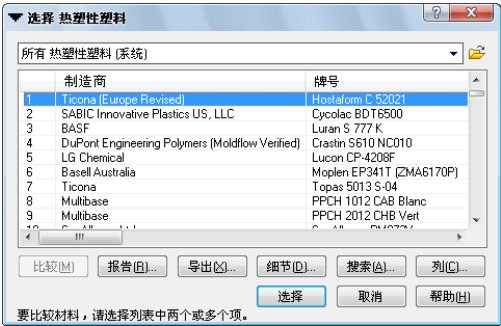 选择 热塑性塑料
所有 热塑性塑料 (系统)
制造商 牌号
1 Ticona (Europe Revised) Hostaform C 52021
2 SABIC Innovative Plastics US, LLC Cycolac BDT6500
3 BASF Luran S 777 K
4 DuPont Engineering Polymers (Moldflow Verified) Crastin S610 NC010
5 LG Chemical Lucon CP-4208F
6 Basell Australia Moplen EP341T (ZMA6170P)
7 Ticona Topas 5013 S-04
8 Multibase PPCH 1012 CAB Blanc
9 Multibase PPCH 2012 CHB Vert
比较(M) 报告(R)... 导出(X)... 细节(D)... 搜索(A)... 列(C)...
选择 取消 帮助(H)
要比较材料，请选择列表中两个或多个项。